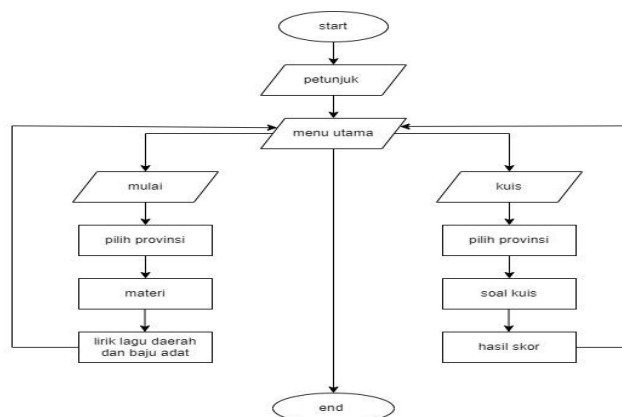 start
petunjuk
menu utama
mulai
kuis
pilih provinsi
pilih provinsi
materi
soal kuis
lirik lagu daerah
dan baju adat
hasil skor
end